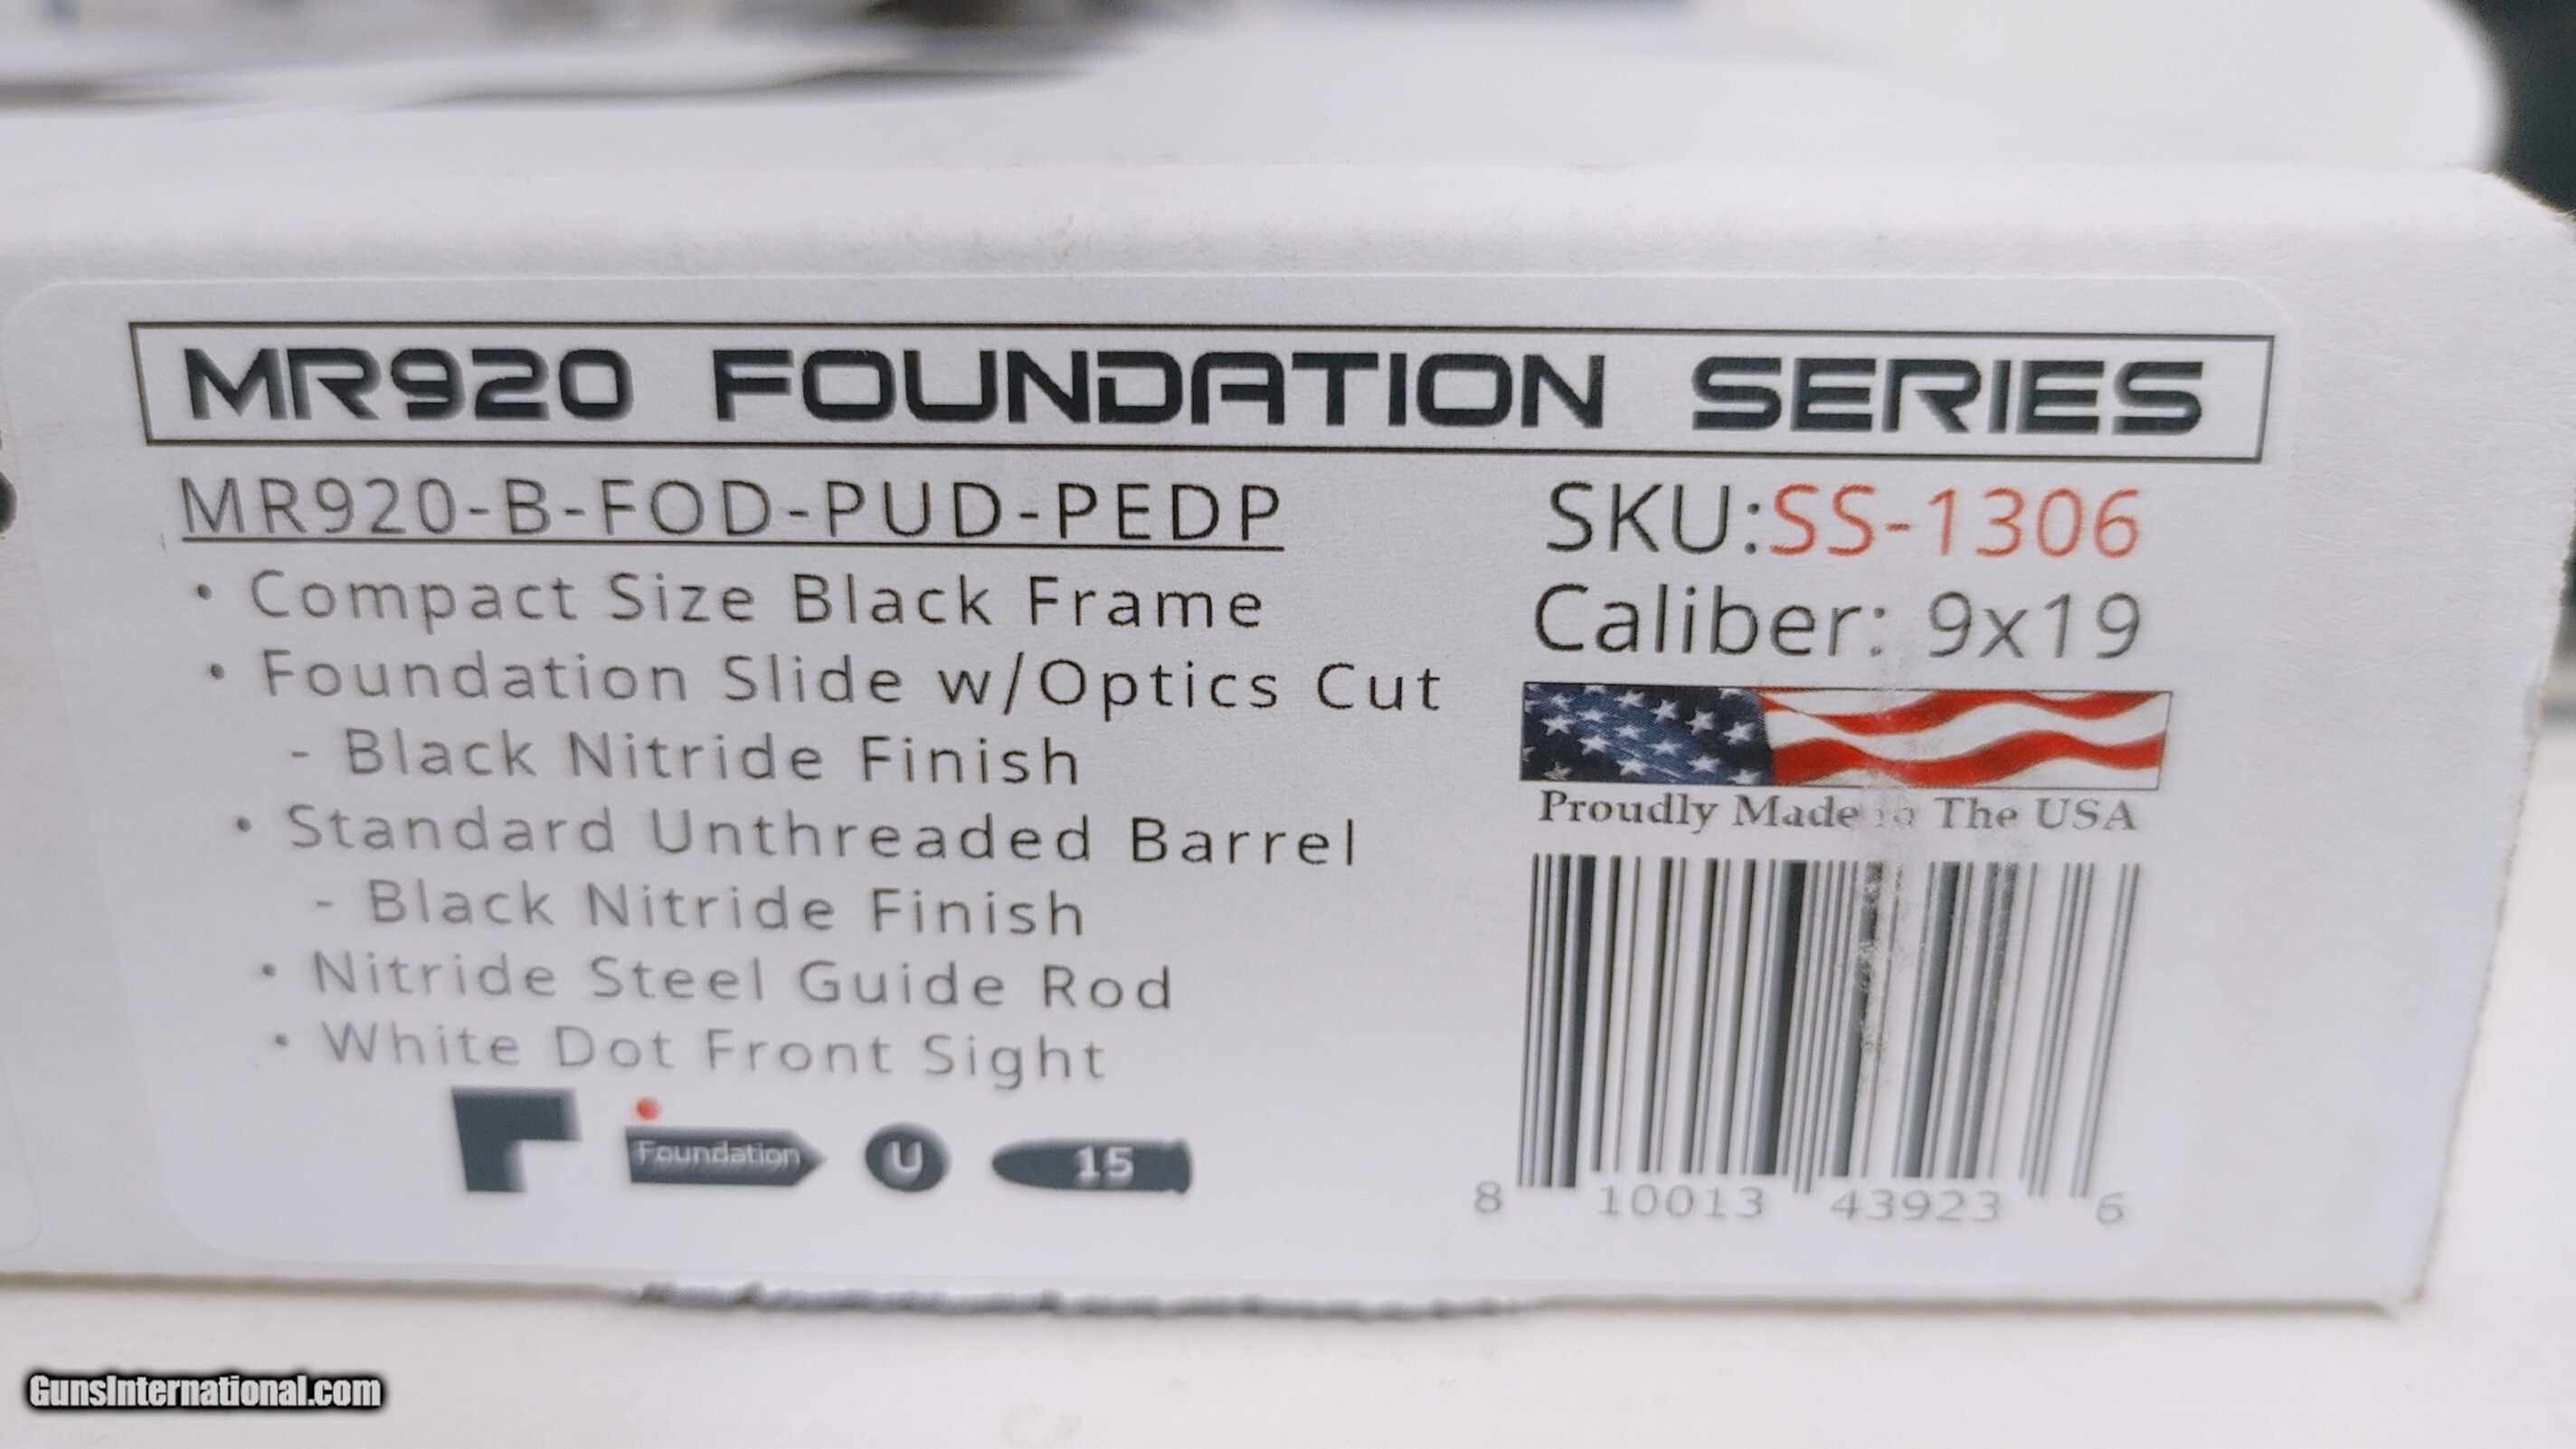 MR920 FOUNDATION SERIES
MR920-B-FOD-PUD-PEDP
• Compact Size Black Frame
• Foundation Slide w/Optics Cut
- Black Nitride Finish
• Standard Unthreaded Barrel
- Black Nitride Finish
• Nitride Steel Guide Rod
• White Dot Front Sight
Foundation U 15
SKU:SS-1306
Caliber: 9x19
Proudly Made The USA
8 10013 43923 6
GunsInternational.com